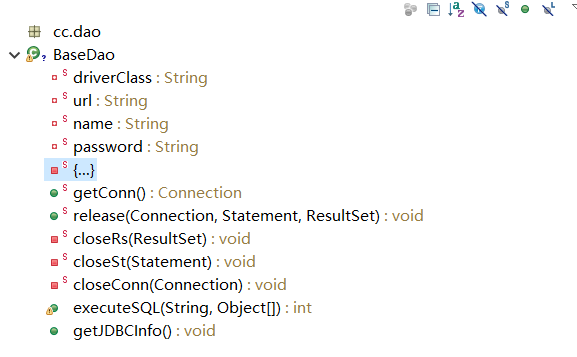 cc.dao
BaseDao
driverClass : String
url : String
name : String
password : String
{...}
getConn() : Connection
release(Connection, Statement, ResultSet) : void
closeRs(ResultSet) : void
closeSt(Statement) : void
closeConn(Connection) : void
executeSQL(String, Object[]) : int
getJDBCInfo() : void